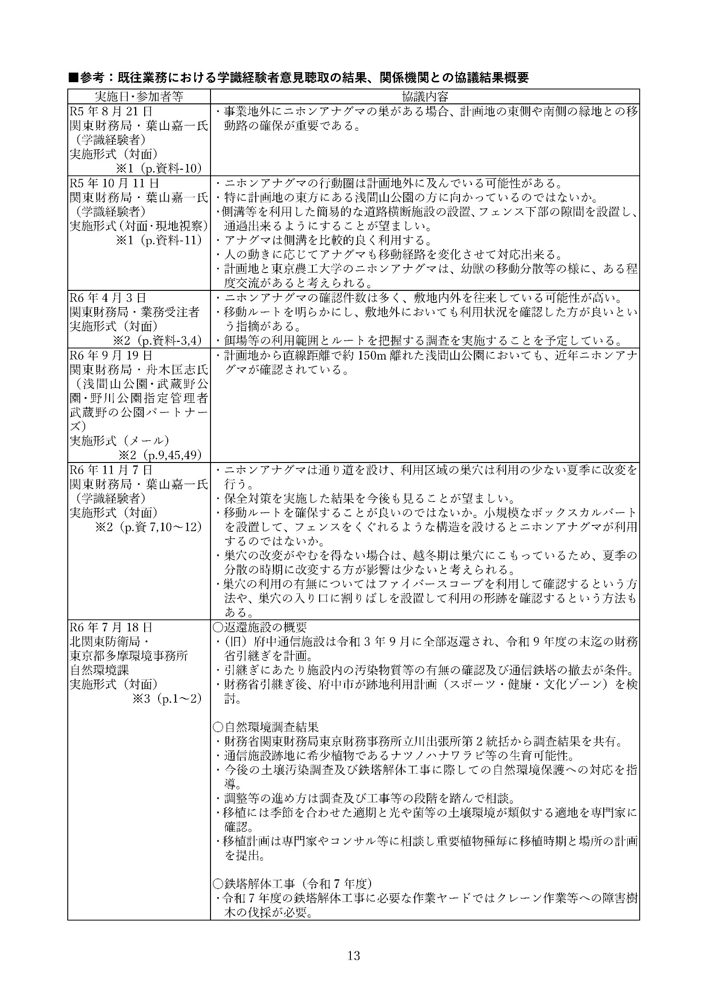 ■参考：既往業務における学識経験者意見聴取の結果、関係機関との協議結果概要
実施日･参加者等
協議内容
R5 年 8 月 21 日
関東財務局・葉山嘉一氏
（学識経験者）
実施形式（対面）
※1（p.資料-10）
・事業地外にニホンアナグマの巣がある場合、計画地の東側や南側の緑地との移
動路の確保が重要である。
R5 年 10 月 11 日
関東財務局・葉山嘉一氏
（学識経験者）
実施形式（対面･現地視察）
※1（p.資料-11）
・ニホンアナグマの行動圏は計画地外に及んでいる可能性がある。
・特に計画地の東方にある浅間山公園の方に向かっているのではないか。
・側溝等を利用した簡易的な道路横断施設の設置、フェンス下部の隙間を設置し、
通過出来るようにすることが望ましい。
・アナグマは側溝を比較的良く利用する。
・人の動きに応じてアナグマも移動経路を変化させて対応出来る。
・計画地と東京農工大学のニホンアナグマは、幼獣の移動分散等の様に、ある程
度交流があると考えられる。
R6 年 4 月 3 日
関東財務局・業務受注者
実施形式（対面）
※2（p.資料-3,4）
・ニホンアナグマの確認件数は多く、敷地内外を往来している可能性が高い。
・移動ルートを明らかにし、敷地外においても利用状況を確認した方が良いとい
う指摘がある。
・餌場等の利用範囲とルートを把握する調査を実施することを予定している。
R6 年 9 月 19 日
関東財務局・舟木匡志氏
（浅間山公園･武蔵野公
園･野川公園指定管理者
武蔵野の公園パートナー
ズ）
実施形式（メール）
※2（p.9,45,49）
・計画地から直線距離で約 150m 離れた浅間山公園においても、近年ニホンアナ
グマが確認されている。
R6 年 11 月 7 日
関東財務局・葉山嘉一氏
（学識経験者）
実施形式（対面）
※2（p.資 7,10～12）
・ニホンアナグマは通り道を設け、利用区域の巣穴は利用の少ない夏季に改変を
行う。
・保全対策を実施した結果を今後も見ることが望ましい。
・移動ルートを確保することが良いのではないか。小規模なボックスカルバート
を設置して、フェンスをくぐれるような構造を設けるとニホンアナグマが利用
するのではないか。
・巣穴の改変がやむを得ない場合は、越冬期は巣穴にこもっているため、夏季の
分散の時期に改変する方が影響は少ないと考えられる。
・巣穴の利用の有無についてはファイバースコープを利用して確認するという方
法や、巣穴の入り口に割りばしを設置して利用の形跡を確認するという方法も
ある。
R6 年 7 月 18 日
北関東防衛局・
東京都多摩環境事務所
自然環境課
実施形式（対面）
※3（p.1～2）
○返還施設の概要
・（旧）府中通信施設は令和 3 年 9 月に全部返還され、令和 9 年度の末迄の財務
省引継ぎを計画。
・引継ぎにあたり施設内の汚染物質等の有無の確認及び通信鉄塔の撤去が条件。
・財務省引継ぎ後、府中市が跡地利用計画（スポーツ・健康・文化ゾーン）を検
討。
○自然環境調査結果
・財務省関東財務局東京財務事務所立川出張所第 2 統括から調査結果を共有。
・通信施設跡地に希少植物であるナツノハナワラビ等の生育可能性。
・今後の土壌汚染調査及び鉄塔解体工事に際しての自然環境保護への対応を指
導。
・調整等の進め方は調査及び工事等の段階を踏んで相談。
・移植には季節を合わせた適期と光や菌等の土壌環境が類似する適地を専門家に
確認。
・移植計画は専門家やコンサル等に相談し重要植物種毎に移植時期と場所の計画
を提出。
○鉄塔解体工事（令和 7 年度）
・令和 7 年度の鉄塔解体工事に必要な作業ヤードではクレーン作業等への障害樹
木の伐採が必要。
13